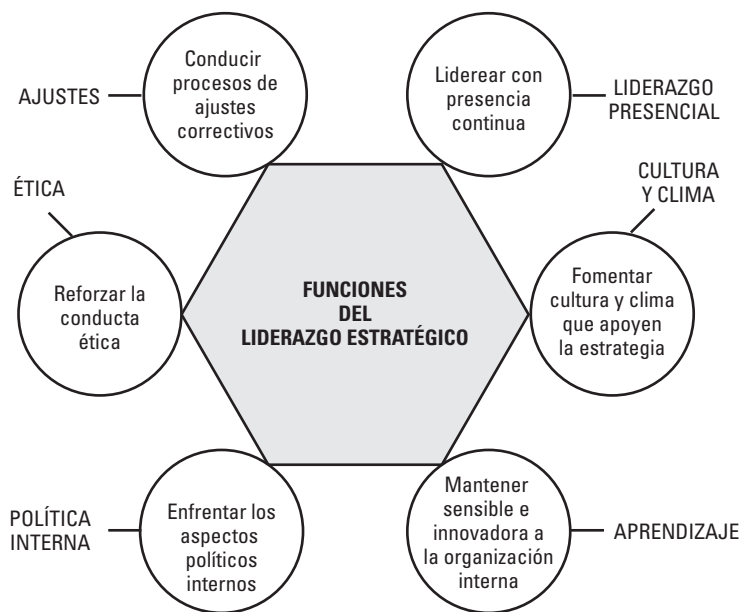 AJUSTES
Conducir
procesos de
ajustes
correctivos
Liderear con
presencia
continua
LIDERAZGO
PRESENCIAL
ÉTICA
Reforzar la
conducta
ética
FUNCIONES
DEL
LIDERAZGO ESTRATÉGICO
CULTURA
Y CLIMA
Fomentar
cultura y clima
que apoyen
la estrategia
POLÍTICA
INTERNA
Enfrentar los
aspectos
políticos
internos
Mantener
sensible e
innovadora a
la organización
interna
APRENDIZAJE